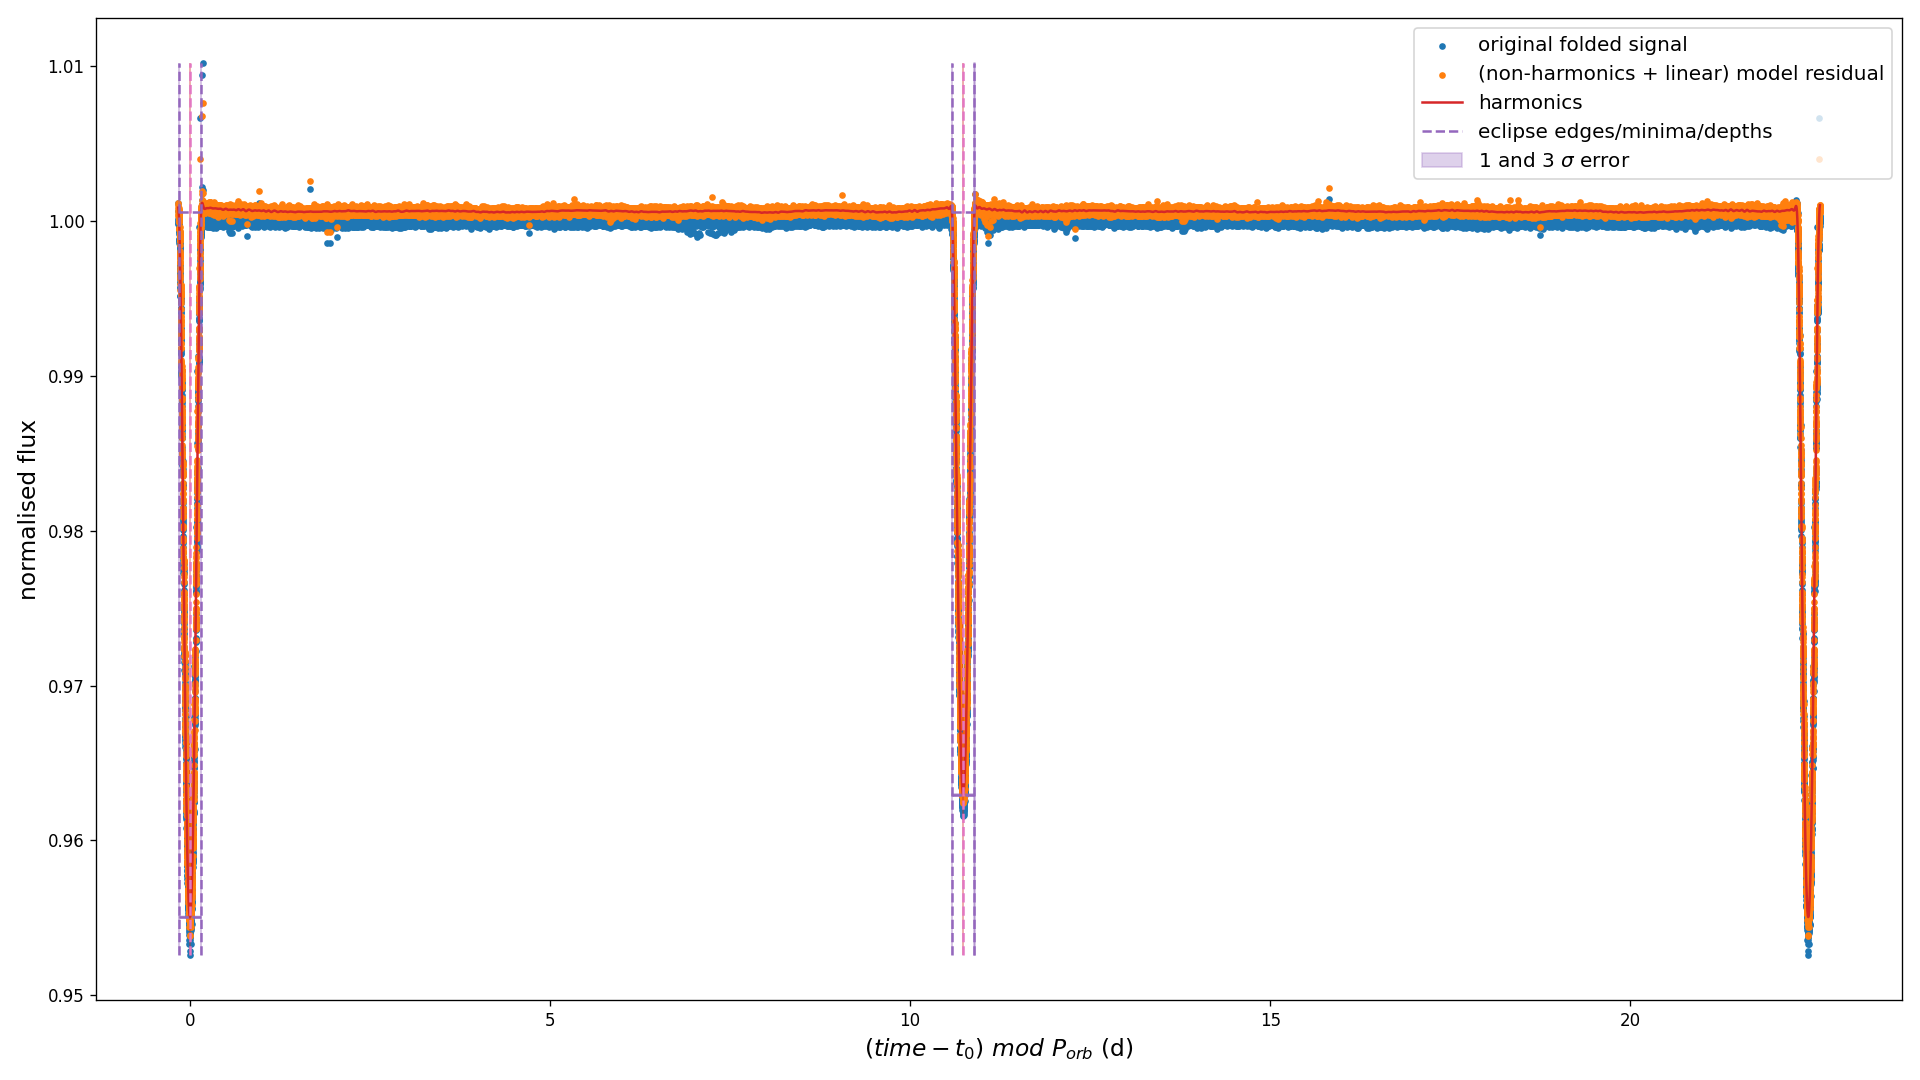 original folded signal
(non-harmonics + linear) model residual
harmonics
eclipse edges/minima/depths
1 and 3 σ error
normalised flux
1.01
1.00
0.99
0.98
0.97
0.96
0.95
0
5
10
15
20
(time − t₀) mod Pₒᵣb (d)